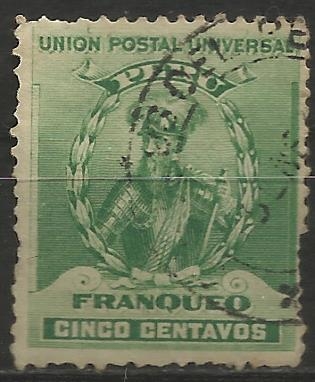 UNION POSTAL UNIVERSAL
PERU
FRANQUEO
CINCO CENTAVOS